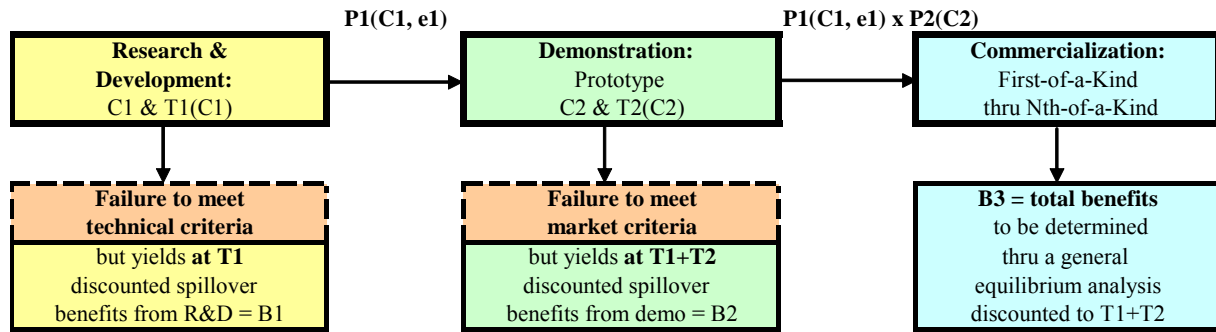 P1(C1, e1)
P1(C1, e1) x P2(C2)
Research &
Development:
C1 & T1(C1)
Demonstration:
Prototype
C2 & T2(C2)
Commercialization:
First-of-a-Kind
thru Nth-of-a-Kind
Failure to meet
technical criteria
but yields at T1
discounted spillover
benefits from R&D = B1
Failure to meet
market criteria
but yields at T1+T2
discounted spillover
benefits from demo = B2
B3 = total benefits
to be determined
thru a general
equilibrium analysis
discounted to T1+T2